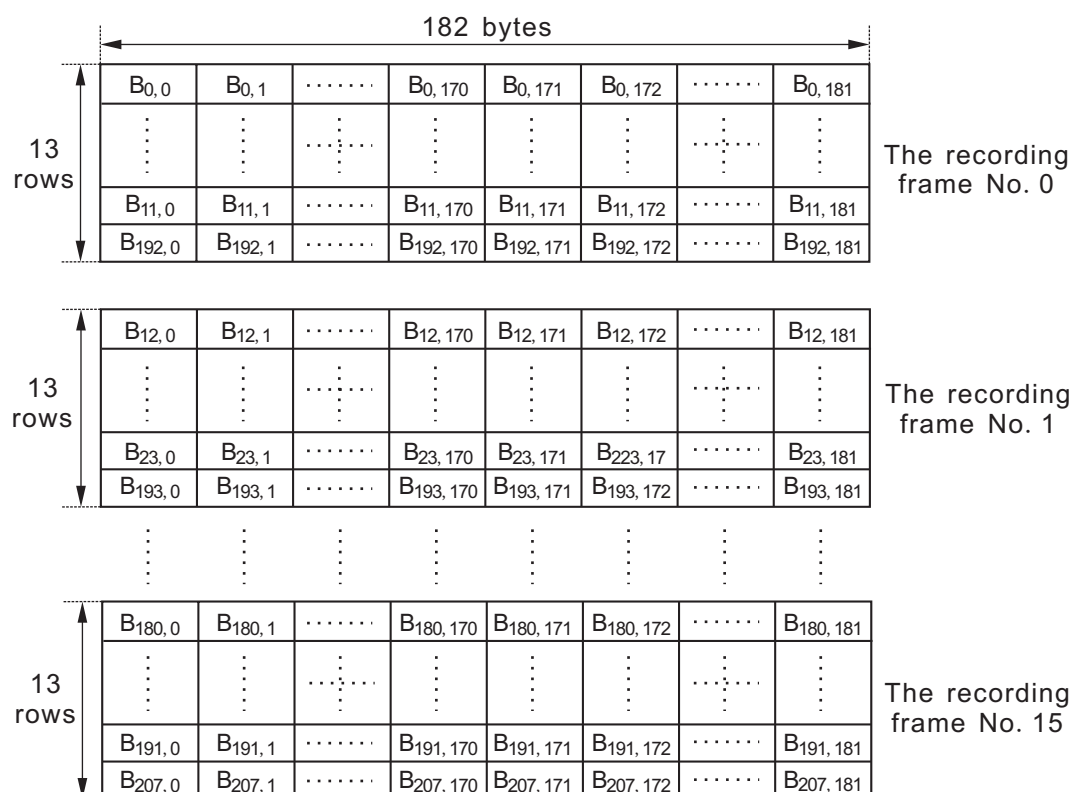 182 bytes
B0, 0 B0, 1 ······· B0, 170 B0, 171 B0, 172 ······· B0, 181
13
rows
The recording
frame No. 0
B11, 0 B11, 1 ······· B11, 170 B11, 171 B11, 172 ······· B11, 181
B192, 0 B192, 1 ······· B192, 170 B192, 171 B192, 172 ······· B192, 181
B12, 0 B12, 1 ······· B12, 170 B12, 171 B12, 172 ······· B12, 181
13
rows
The recording
frame No. 1
B23, 0 B23, 1 ······· B23, 170 B23, 171 B223, 17 ······· B23, 181
B193, 0 B193, 1 ······· B193, 170 B193, 171 B193, 172 ······· B193, 181
B180, 0 B180, 1 ······· B180, 170 B180, 171 B180, 172 ······· B180, 181
13
rows
The recording
frame No. 15
B191, 0 B191, 1 ······· B191, 170 B191, 171 B191, 172 ······· B191, 181
B207, 0 B207, 1 ······· B207, 170 B207, 171 B207, 172 ······· B207, 181